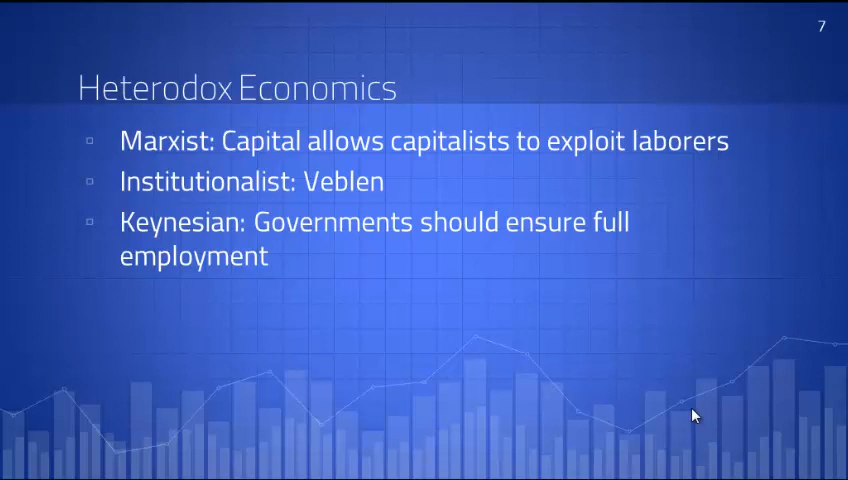 7
Heterodox Economics
Marxist: Capital allows capitalists to exploit laborers
Institutionalist: Veblen
Keynesian: Governments should ensure full
employment